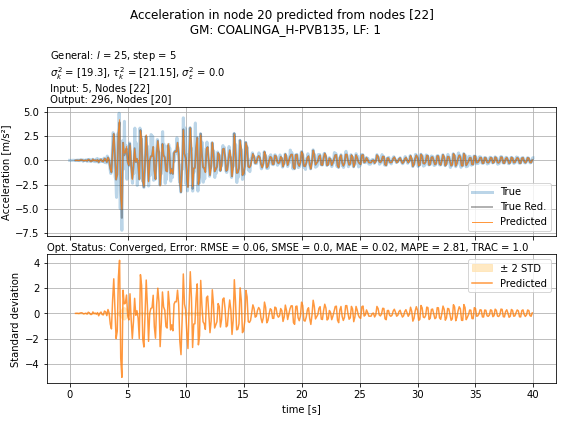 Acceleration in node 20 predicted from nodes [22]
GM: COALINGA_H-PVB135, LF: 1
General: l = 25, step = 5
σ²ₖ = [19.3], τ²ₖ = [21.15], σ²ε = 0.0
Input: 5, Nodes [22]
Output: 296, Nodes [20]
Acceleration [m/s²]
5.0
2.5
0.0
−2.5
−5.0
−7.5
True
True Red.
Predicted
Opt. Status: Converged, Error: RMSE = 0.06, SMSE = 0.0, MAE = 0.02, MAPE = 2.81, TRAC = 1.0
Standard deviation
4
2
0
−2
−4
± 2 STD
Predicted
0 5 10 15 20 25 30 35 40
time [s]